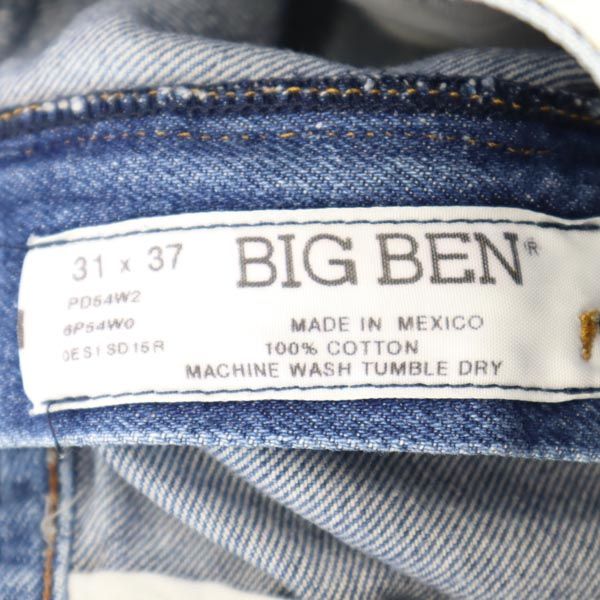 31 x 37
BIG BEN®
PD54W2
6P54W0
0ES1SD15R
MADE IN MEXICO
100% COTTON
MACHINE WASH TUMBLE DRY